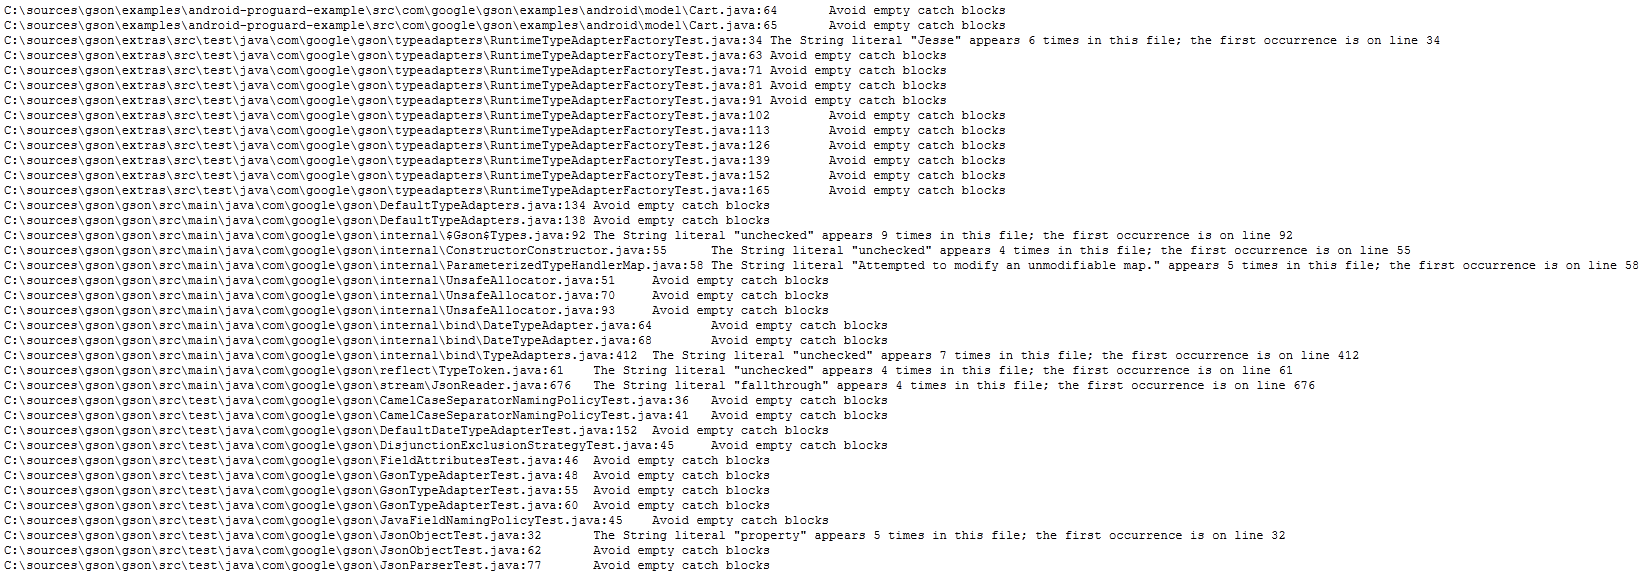 C:\sources\gson\examples\android-proguard-example\src\com\google\gson\examples\android\model\Cart.java:64	Avoid empty catch blocks
C:\sources\gson\examples\android-proguard-example\src\com\google\gson\examples\android\model\Cart.java:65	Avoid empty catch blocks
C:\sources\gson\extras\src\test\java\com\google\gson\typeadapters\RuntimeTypeAdapterFactoryTest.java:34	The String literal "Jesse" appears 6 times in this file; the first occurrence is on line 34
C:\sources\gson\extras\src\test\java\com\google\gson\typeadapters\RuntimeTypeAdapterFactoryTest.java:63	Avoid empty catch blocks
C:\sources\gson\extras\src\test\java\com\google\gson\typeadapters\RuntimeTypeAdapterFactoryTest.java:71	Avoid empty catch blocks
C:\sources\gson\extras\src\test\java\com\google\gson\typeadapters\RuntimeTypeAdapterFactoryTest.java:81	Avoid empty catch blocks
C:\sources\gson\extras\src\test\java\com\google\gson\typeadapters\RuntimeTypeAdapterFactoryTest.java:91	Avoid empty catch blocks
C:\sources\gson\extras\src\test\java\com\google\gson\typeadapters\RuntimeTypeAdapterFactoryTest.java:102	Avoid empty catch blocks
C:\sources\gson\extras\src\test\java\com\google\gson\typeadapters\RuntimeTypeAdapterFactoryTest.java:113	Avoid empty catch blocks
C:\sources\gson\extras\src\test\java\com\google\gson\typeadapters\RuntimeTypeAdapterFactoryTest.java:126	Avoid empty catch blocks
C:\sources\gson\extras\src\test\java\com\google\gson\typeadapters\RuntimeTypeAdapterFactoryTest.java:139	Avoid empty catch blocks
C:\sources\gson\extras\src\test\java\com\google\gson\typeadapters\RuntimeTypeAdapterFactoryTest.java:152	Avoid empty catch blocks
C:\sources\gson\extras\src\test\java\com\google\gson\typeadapters\RuntimeTypeAdapterFactoryTest.java:165	Avoid empty catch blocks
C:\sources\gson\gson\src\main\java\com\google\gson\DefaultTypeAdapters.java:134	Avoid empty catch blocks
C:\sources\gson\gson\src\main\java\com\google\gson\DefaultTypeAdapters.java:138	Avoid empty catch blocks
C:\sources\gson\gson\src\main\java\com\google\gson\internal\$Gson$Types.java:92	The String literal "unchecked" appears 9 times in this file; the first occurrence is on line 92
C:\sources\gson\gson\src\main\java\com\google\gson\internal\ConstructorConstructor.java:55	The String literal "unchecked" appears 4 times in this file; the first occurrence is on line 55
C:\sources\gson\gson\src\main\java\com\google\gson\internal\ParameterizedTypeHandlerMap.java:58	The String literal "Attempted to modify an unmodifiable map." appears 5 times in this file; the first occurrence is on line 58
C:\sources\gson\gson\src\main\java\com\google\gson\internal\UnsafeAllocator.java:51	Avoid empty catch blocks
C:\sources\gson\gson\src\main\java\com\google\gson\internal\UnsafeAllocator.java:70	Avoid empty catch blocks
C:\sources\gson\gson\src\main\java\com\google\gson\internal\UnsafeAllocator.java:93	Avoid empty catch blocks
C:\sources\gson\gson\src\main\java\com\google\gson\internal\bind\DateTypeAdapter.java:64	Avoid empty catch blocks
C:\sources\gson\gson\src\main\java\com\google\gson\internal\bind\DateTypeAdapter.java:68	Avoid empty catch blocks
C:\sources\gson\gson\src\main\java\com\google\gson\internal\bind\TypeAdapters.java:412	The String literal "unchecked" appears 7 times in this file; the first occurrence is on line 412
C:\sources\gson\gson\src\main\java\com\google\gson\reflect\TypeToken.java:61	The String literal "unchecked" appears 4 times in this file; the first occurrence is on line 61
C:\sources\gson\gson\src\main\java\com\google\gson\stream\JsonReader.java:676	The String literal "fallthrough" appears 4 times in this file; the first occurrence is on line 676
C:\sources\gson\gson\src\test\java\com\google\gson\CamelCaseSeparatorNamingPolicyTest.java:36	Avoid empty catch blocks
C:\sources\gson\gson\src\test\java\com\google\gson\CamelCaseSeparatorNamingPolicyTest.java:41	Avoid empty catch blocks
C:\sources\gson\gson\src\test\java\com\google\gson\DefaultDateTypeAdapterTest.java:152	Avoid empty catch blocks
C:\sources\gson\gson\src\test\java\com\google\gson\DisjunctionExclusionStrategyTest.java:45	Avoid empty catch blocks
C:\sources\gson\gson\src\test\java\com\google\gson\FieldAttributesTest.java:46	Avoid empty catch blocks
C:\sources\gson\gson\src\test\java\com\google\gson\GsonTypeAdapterTest.java:48	Avoid empty catch blocks
C:\sources\gson\gson\src\test\java\com\google\gson\GsonTypeAdapterTest.java:55	Avoid empty catch blocks
C:\sources\gson\gson\src\test\java\com\google\gson\GsonTypeAdapterTest.java:60	Avoid empty catch blocks
C:\sources\gson\gson\src\test\java\com\google\gson\JavaFieldNamingPolicyTest.java:45	Avoid empty catch blocks
C:\sources\gson\gson\src\test\java\com\google\gson\JsonObjectTest.java:32	The String literal "property" appears 5 times in this file; the first occurrence is on line 32
C:\sources\gson\gson\src\test\java\com\google\gson\JsonObjectTest.java:62	Avoid empty catch blocks
C:\sources\gson\gson\src\test\java\com\google\gson\JsonParserTest.java:77	Avoid empty catch blocks